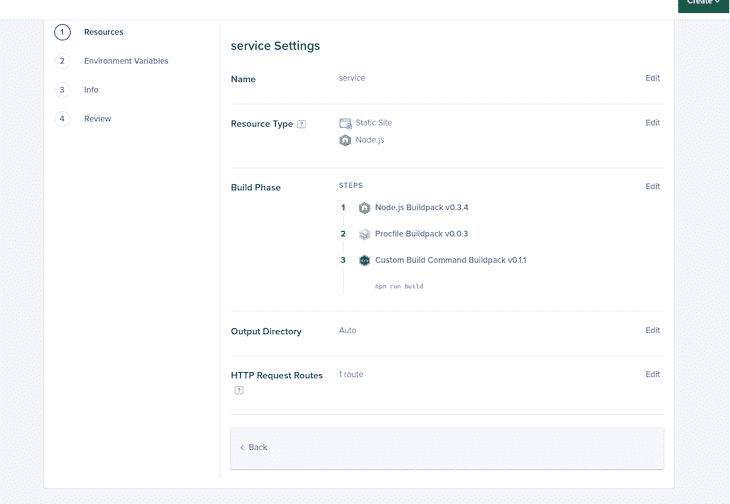 Create
1 Resources
2 Environment Variables
3 Info
4 Review
service Settings
Name service Edit
Resource Type ? Static Site Edit
Node.js
Build Phase STEPS Edit
1 Node.js Buildpack v0.3.4
2 Procfile Buildpack v0.0.3
3 Custom Build Command Buildpack v0.1.1
npn run build
Output Directory Auto Edit
HTTP Request Routes 1 route Edit
?
Back